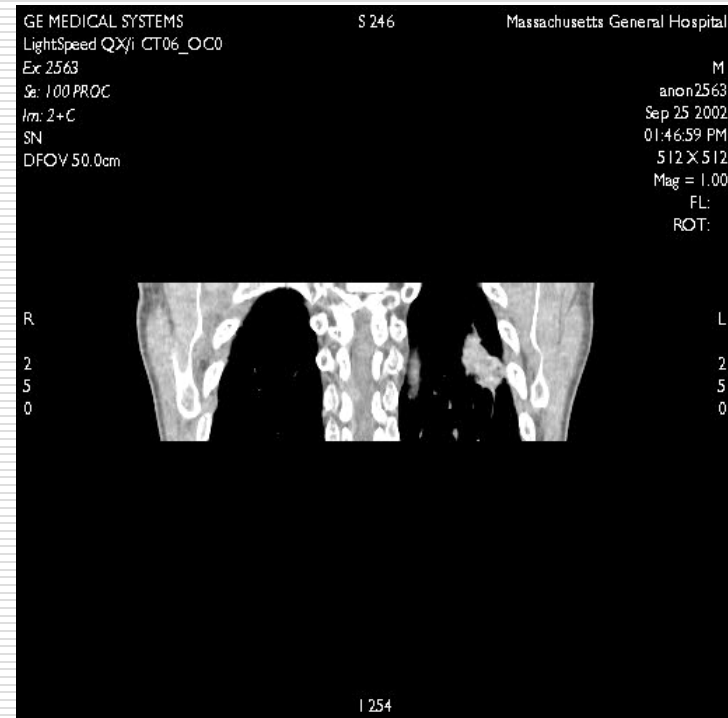 GE MEDICAL SYSTEMS
LightSpeed QX/i CT06_OC0
Ex: 2563
Se: 100 PROC
Im: 2+C
SN
DFOV 50.0cm
S 246
Massachusetts General Hospital
M
anon2563
Sep 25 2002
01:46:59 PM
512 X 512
Mag = 1.00
FL:
ROT:
R
2
5
0
L
2
5
0
I 254